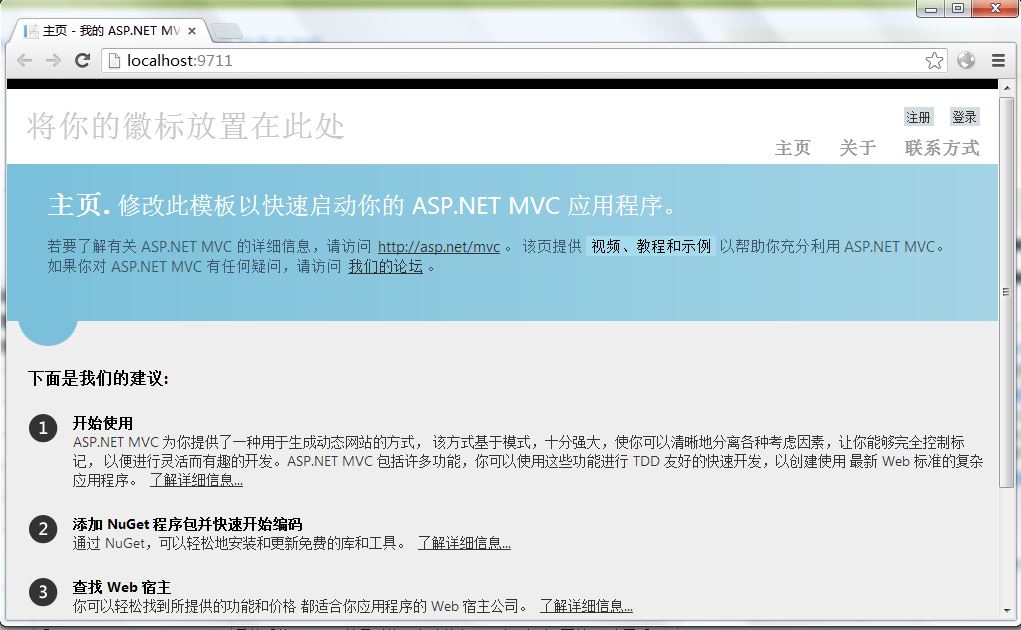 主页 - 我的 ASP.NET MV
localhost:9711
将你的徽标放置在此处
注册 登录
主页 关于 联系方式
主页. 修改此模板以快速启动你的 ASP.NET MVC 应用程序。
若要了解有关 ASP.NET MVC 的详细信息，请访问 http://asp.net/mvc 。 该页提供 视频、教程和示例 以帮助你充分利用 ASP.NET MVC。
如果你对 ASP.NET MVC 有任何疑问，请访问 我们的论坛 。
下面是我们的建议:
1 开始使用
ASP.NET MVC 为你提供了一种用于生成动态网站的方式， 该方式基于模式，十分强大，使你可以清晰地分离各种考虑因素，让你能够完全控制标
记， 以便进行灵活而有趣的开发。ASP.NET MVC 包括许多功能，你可以使用这些功能进行 TDD 友好的快速开发，以创建使用 最新 Web 标准的复杂
应用程序。 了解详细信息...
2 添加 NuGet 程序包并快速开始编码
通过 NuGet，可以轻松地安装和更新免费的库和工具。 了解详细信息...
3 查找 Web 宿主
你可以轻松找到所提供的功能和价格 都适合你应用程序的 Web 宿主公司。 了解详细信息...